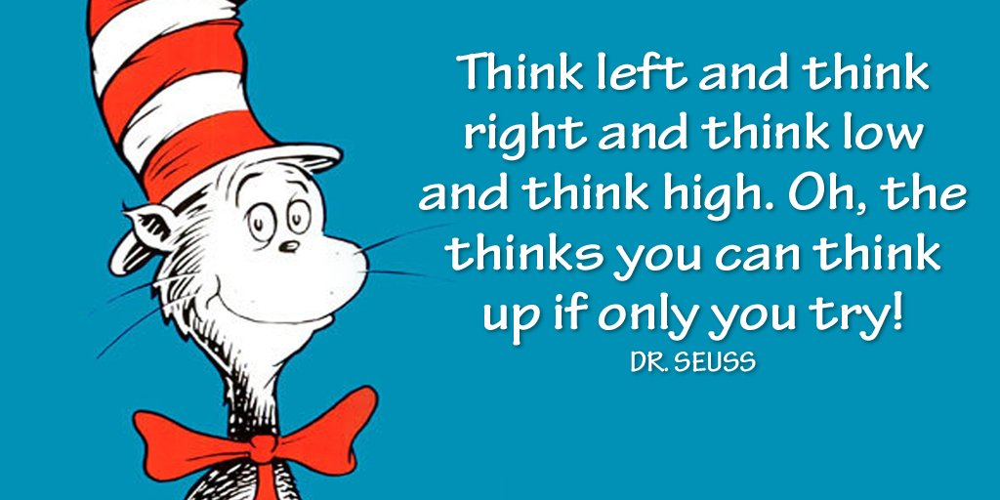 Think left and think
right and think low
and think high. Oh, the
thinks you can think
up if only you try!
DR. SEUSS